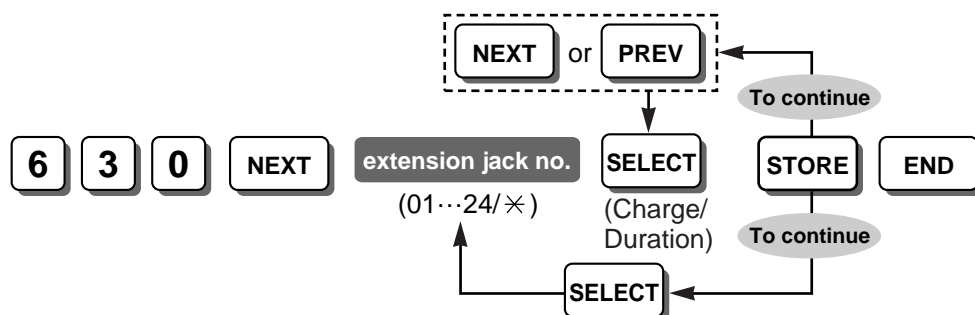 NEXT or PREV
To continue
6 3 0 NEXT extension jack no. SELECT STORE END
(01···24/✳)
(Charge/
Duration)
To continue
SELECT